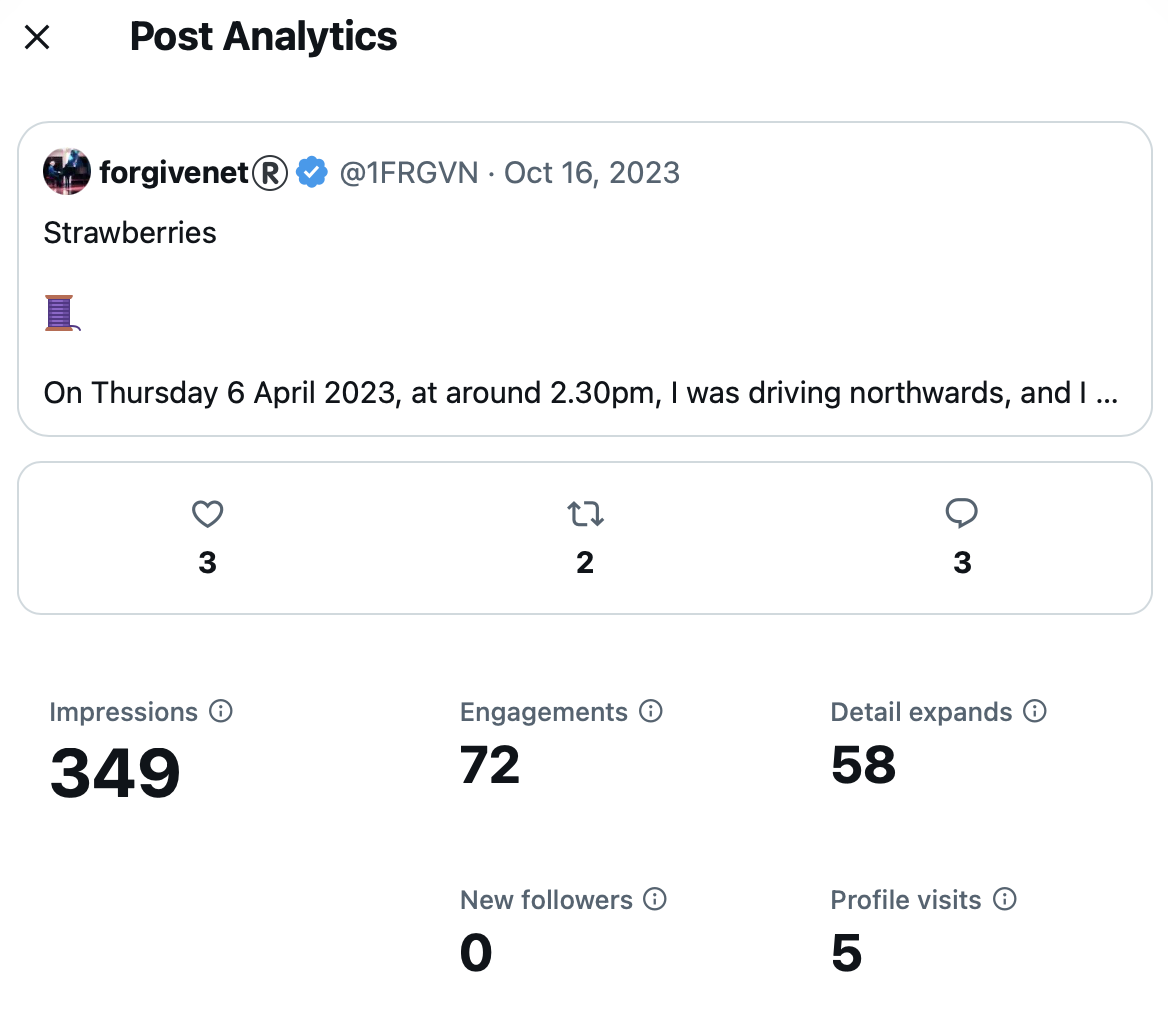 Post Analytics
forgivenet® @1FRGVN · Oct 16, 2023
Strawberries
🧵
On Thursday 6 April 2023, at around 2.30pm, I was driving northwards, and I ...
3 2 3
Impressions Engagements Detail expands
349 72 58
New followers Profile visits
0 5